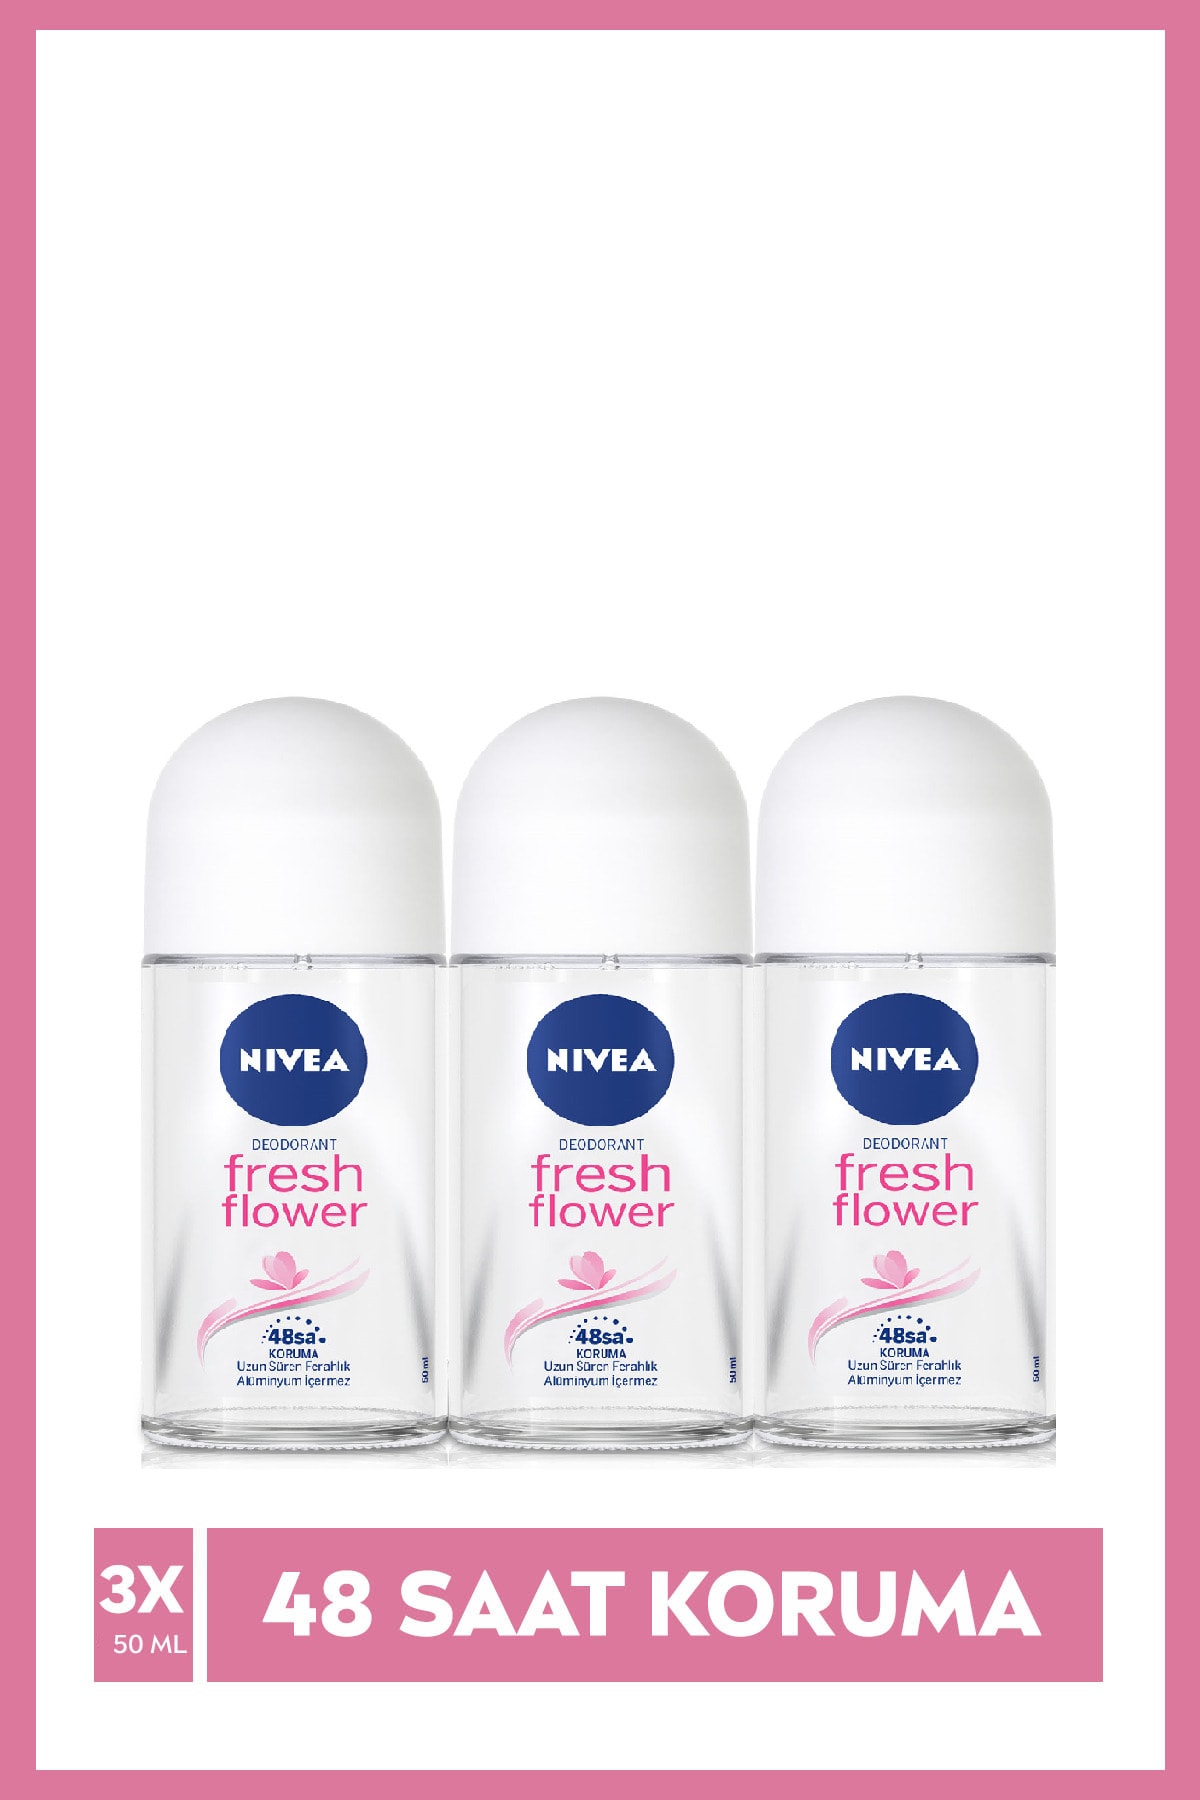 NIVEA
DEODORANT
fresh
flower
48sa
KORUMA
Uzun Süren Ferahlık
Alüminyum İçermez
50 ml
NIVEA
DEODORANT
fresh
flower
48sa
KORUMA
Uzun Süren Ferahlık
Alüminyum İçermez
50 ml
NIVEA
DEODORANT
fresh
flower
48sa
KORUMA
Uzun Süren Ferahlık
Alüminyum İçermez
50 ml
3X
50 ML
48 SAAT KORUMA